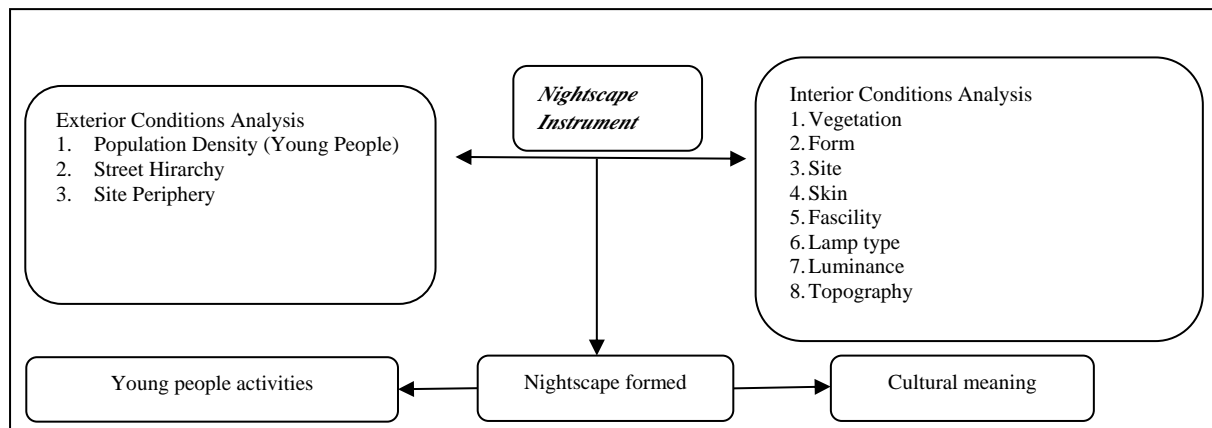 Exterior Conditions Analysis
1. Population Density (Young People)
2. Street Hirarchy
3. Site Periphery
Nightscape
Instrument
Interior Conditions Analysis
1. Vegetation
2. Form
3. Site
4. Skin
5. Fascility
6. Lamp type
7. Luminance
8. Topography
Young people activities
Nightscape formed
Cultural meaning